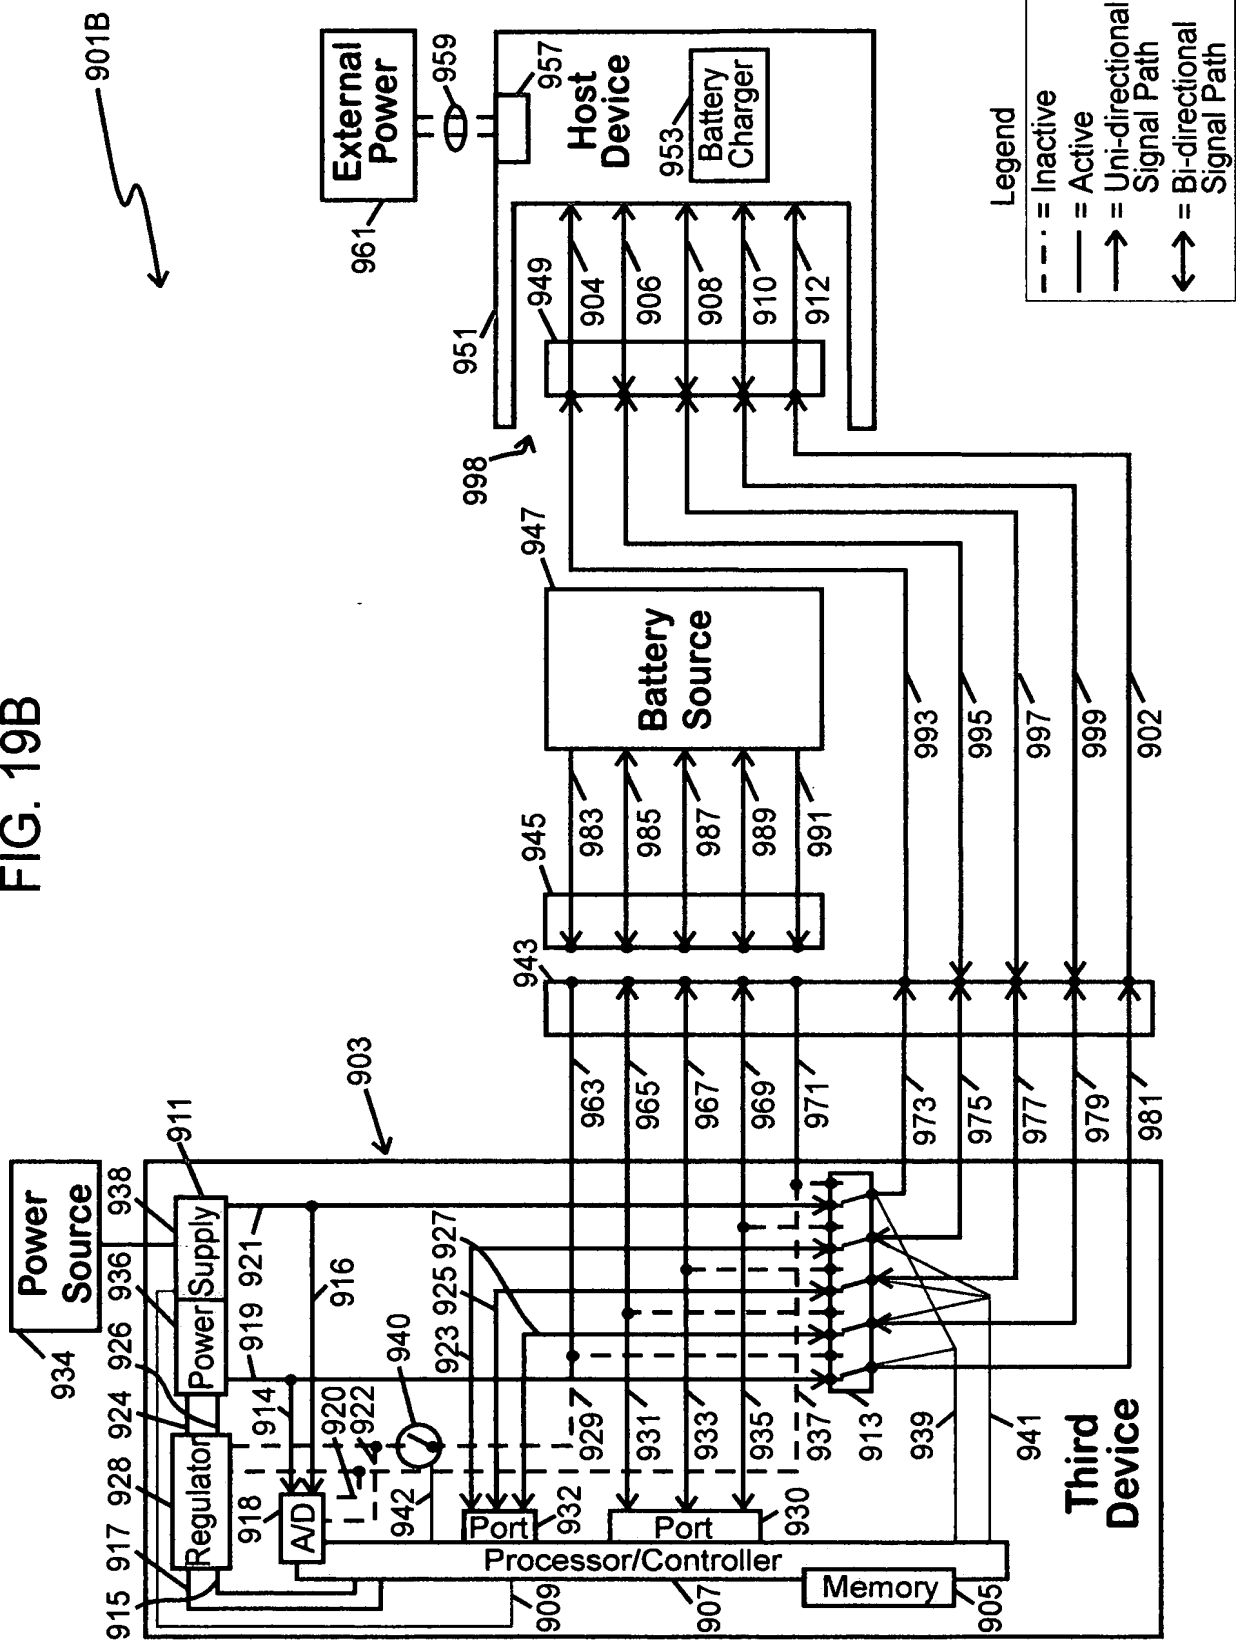 FIG. 19B
901B
External
Power
961
959
957
Host
Device
953
Battery
Charger
951
949
904
906
908
910
912
998
Legend
= Inactive
= Active
= Uni-directional
Signal Path
= Bi-directional
Signal Path
947
Battery
Source
945
983
985
987
989
991
993
995
997
999
902
943
963
965
967
969
971
973
975
977
979
981
903
Power
Source
934
911
938
936
Power Supply
926
924
928
Regulator
917
915
921
919
916
914
918
A/D
920
922
940
942
927
925
923
929
931
933
935
937
913
939
941
Port
932
Port
930
Processor/Controller
909
907
Memory
905
Third
Device